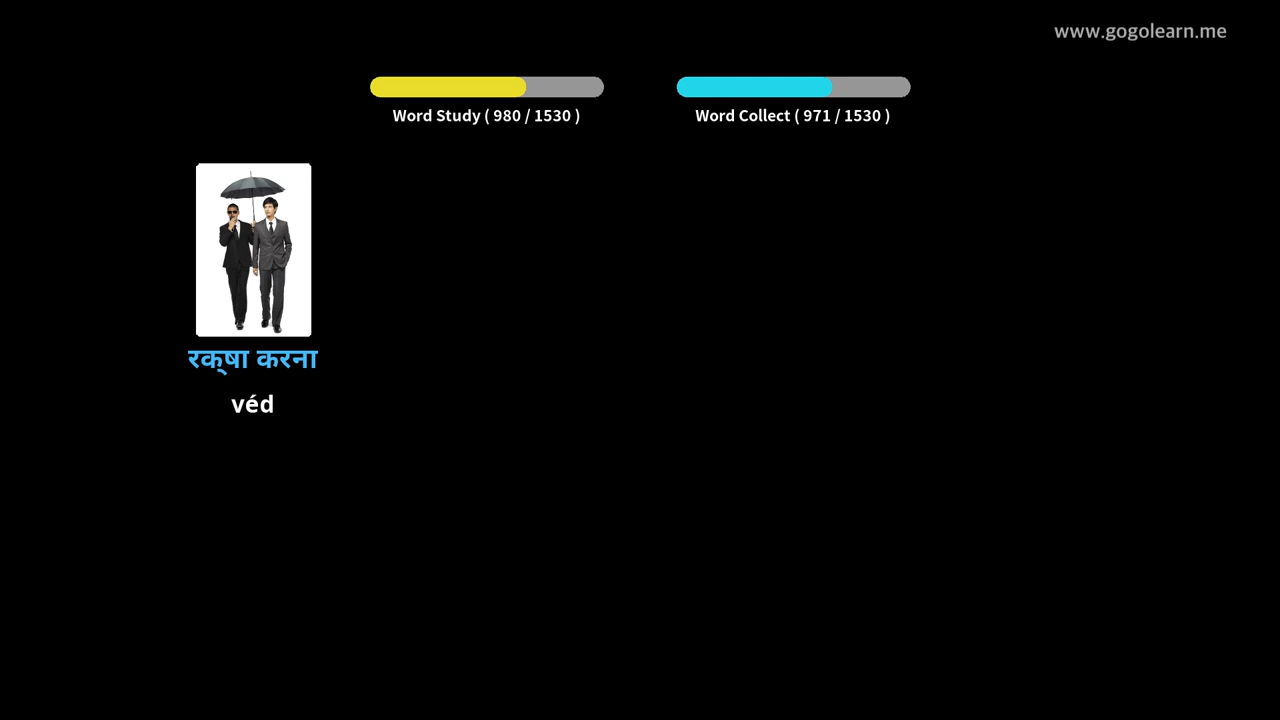 www.gogolearn.me
Word Study ( 980 / 1530 )
Word Collect ( 971 / 1530 )
रक्षा करना
véd